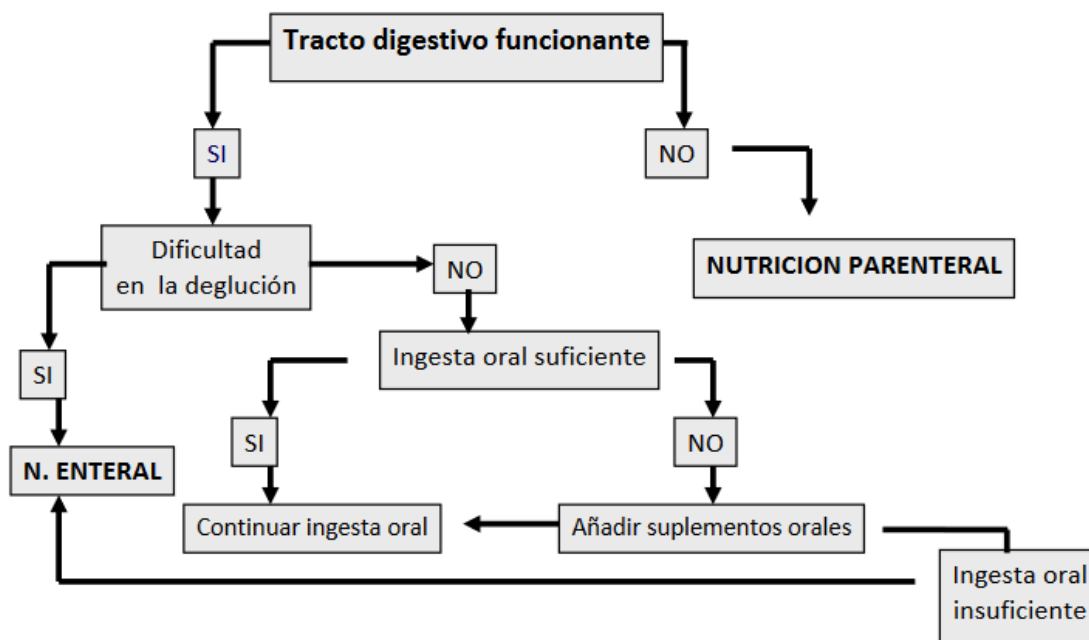 Tracto digestivo funcionante
SI
NO
Dificultad
en la deglución
NO
NUTRICION PARENTERAL
Ingesta oral suficiente
SI
SI
NO
N. ENTERAL
Continuar ingesta oral
Añadir suplementos orales
Ingesta oral
insuficiente